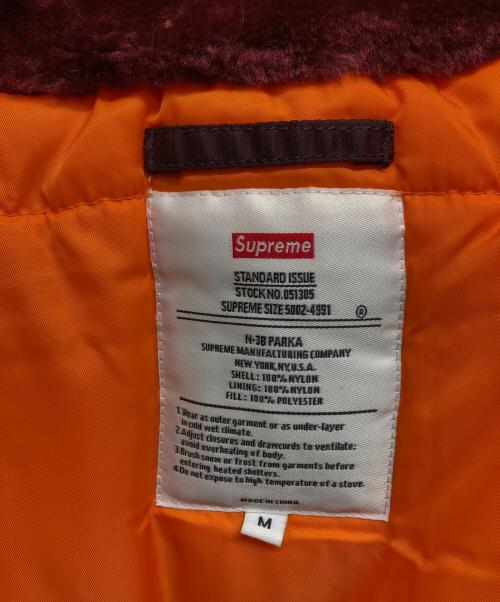 Supreme
STANDARD ISSUE
STOCK NO.051305
SUPREME SIZE 5002-4991 ®
N-3B PARKA
SUPREME MANUFACTURING COMPANY
NEW YORK,NY,U.S.A.
SHELL: 100% NYLON
LINING: 100% NYLON
FILL: 100% POLYESTER
1.Wear as outer garment or as under-layer
in cold wet climate.
2.Adjust closures and drawcords to ventilate;
avoid overheating of body.
3.Brush snow or frost from garments before
entering heated shelters.
4.Do not expose to high temperature of a stove.
MADE IN CHINA
M